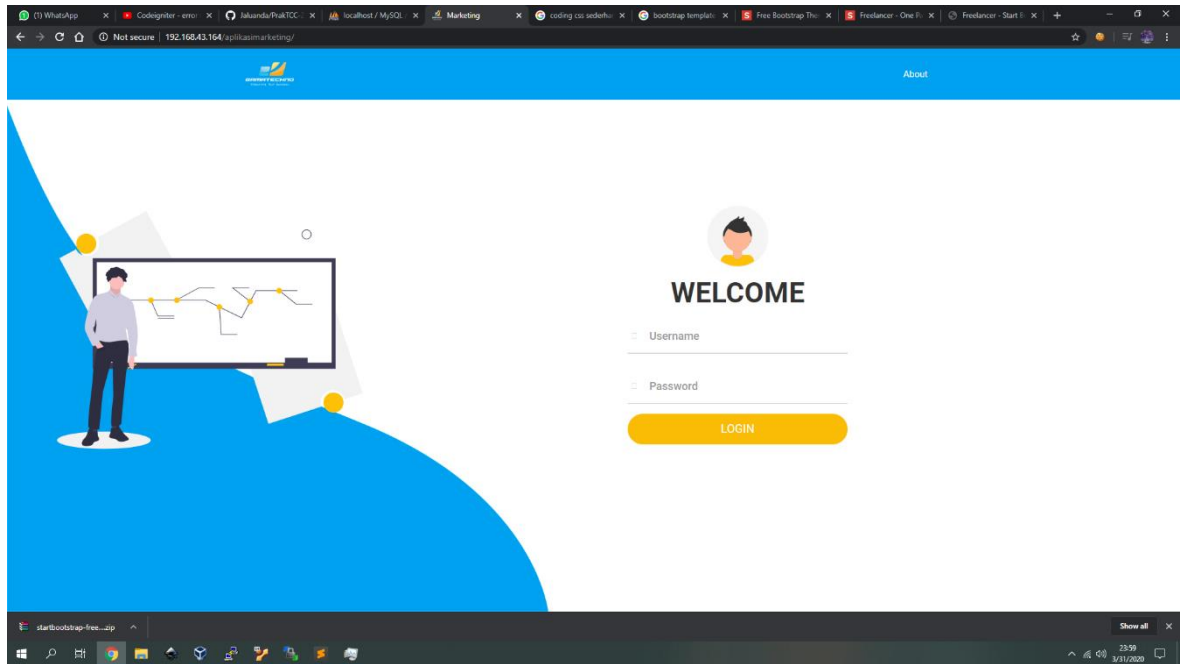 (1) WhatsApp
Codeigniter - erro
Jaluanda/PrakTCC-
localhost / MySQL
Marketing
coding css sederha
bootstrap templat
Free Bootstrap The
Freelancer - One P
Freelancer - Start B
Not secure | 192.168.43.164/aplikasimarketing/
About
WELCOME
Username
Password
LOGIN
startbootstrap-free....zip
Show all
23:59
3/31/2020